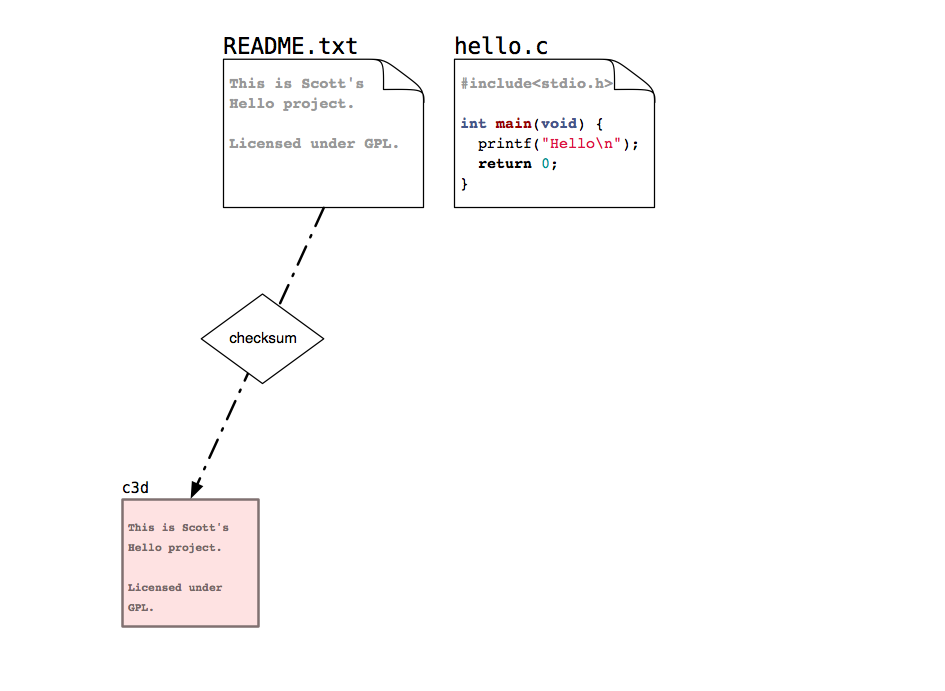 README.txt
This is Scott's
Hello project.
Licensed under GPL.
hello.c
#include<stdio.h>
int main(void) {
  printf("Hello\n");
  return 0;
}
checksum
c3d
This is Scott's
Hello project.
Licensed under
GPL.